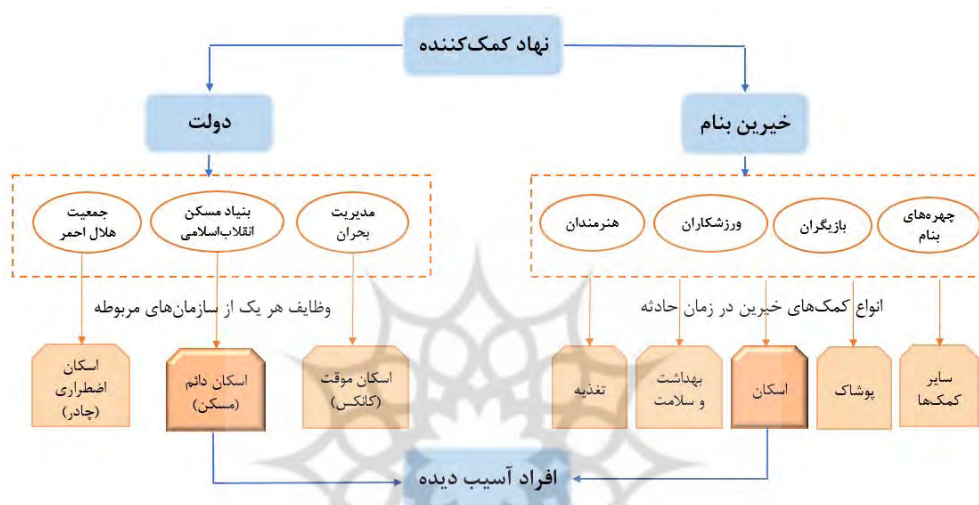 نهاد کمک‌کننده
خیرین بنام
دولت
چهره‌های
بنام
بازیگران
ورزشکاران
هنرمندان
مدیریت
بحران
بنیاد مسکن
انقلاب‌اسلامی
جمعیت
هلال احمر
انواع کمک‌های خیرین در زمان حادثه
وظایف هر یک از سازمان‌های مربوطه
سایر
کمک‌ها
پوشاک
اسکان
بهداشت
و سلامت
تغذیه
اسکان موقت
(کانکس)
اسکان دائم
(مسکن)
اسکان
اضطراری
(چادر)
افراد آسیب دیده